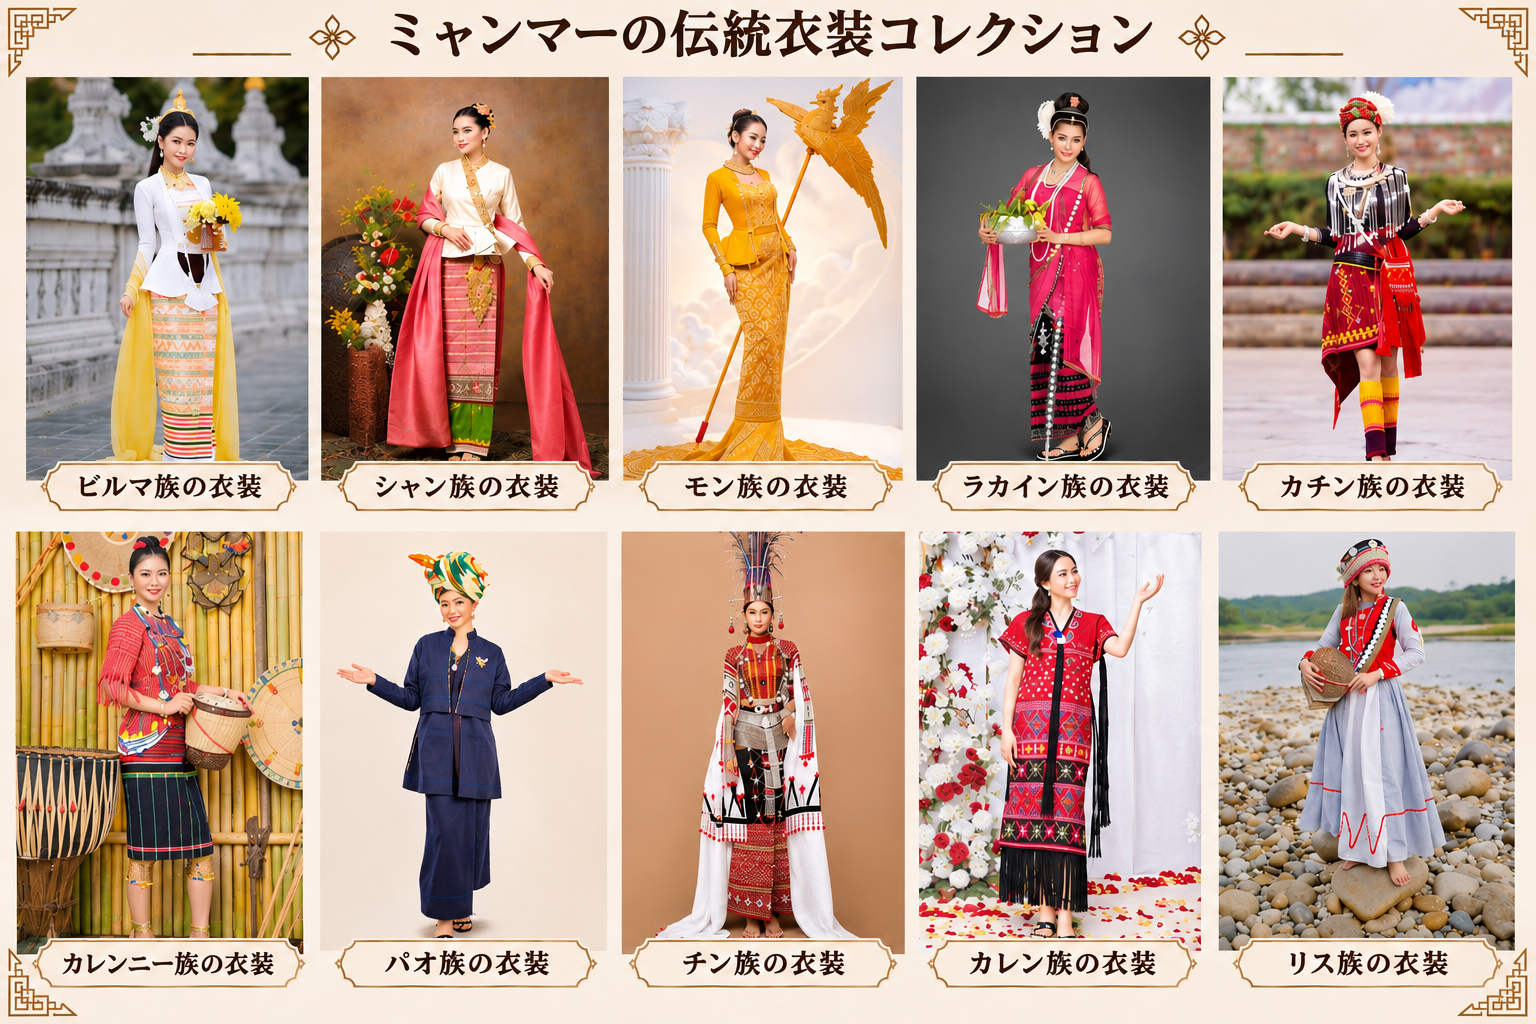 ミャンマーの伝統衣装コレクション
ビルマ族の衣装
シャン族の衣装
モン族の衣装
ラカイン族の衣装
カチン族の衣装
カレンニー族の衣装
パオ族の衣装
チン族の衣装
カレン族の衣装
リス族の衣装